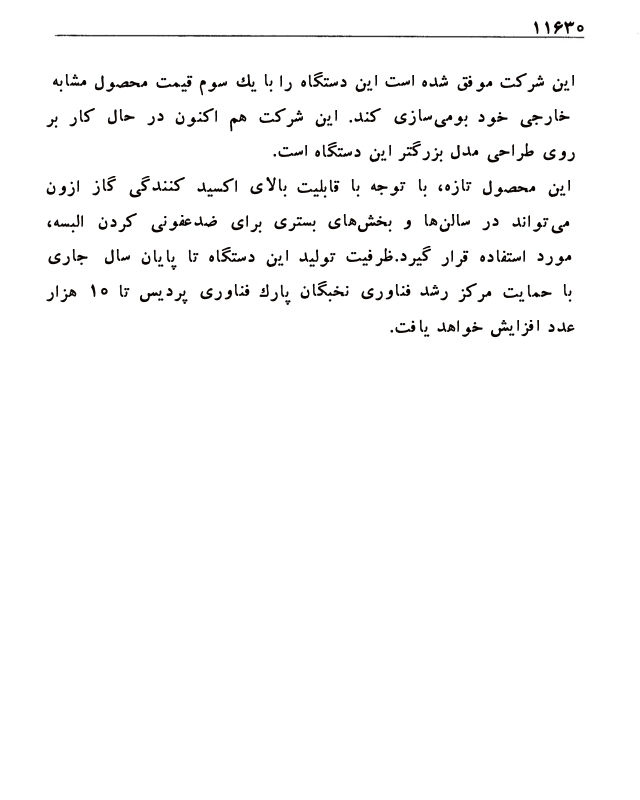 ۱۱۶۳۰
این شرکت موفق شده است این دستگاه را با یك سوم قیمت محصول مشابه
خارجی خود بومی‌سازی کند. این شرکت هم اکنون در حال کار بر
روی طراحی مدل بزرگتر این دستگاه است.
این محصول تازه، با توجه با قابلیت بالای اکسید کنندگی گاز ازون
می‌تواند در سالن‌ها و بخش‌های بستری برای ضدعفونی کردن البسه،
مورد استفاده قرار گیرد.ظرفیت تولید این دستگاه تا پایان سال جاری
با حمایت مرکز رشد فناوری نخبگان پارك فناوری پردیس تا ۱۵ هزار
عدد افزایش خواهد یافت.